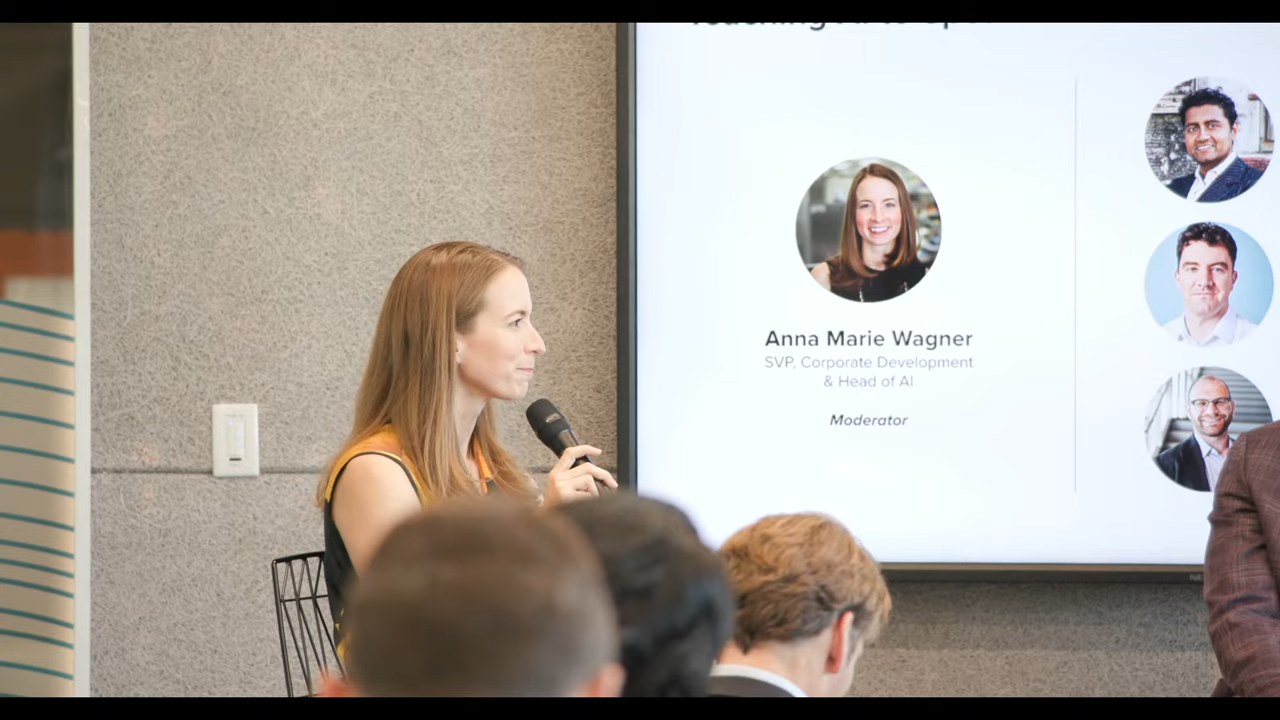 Anna Marie Wagner
SVP, Corporate Development
& Head of AI
Moderator